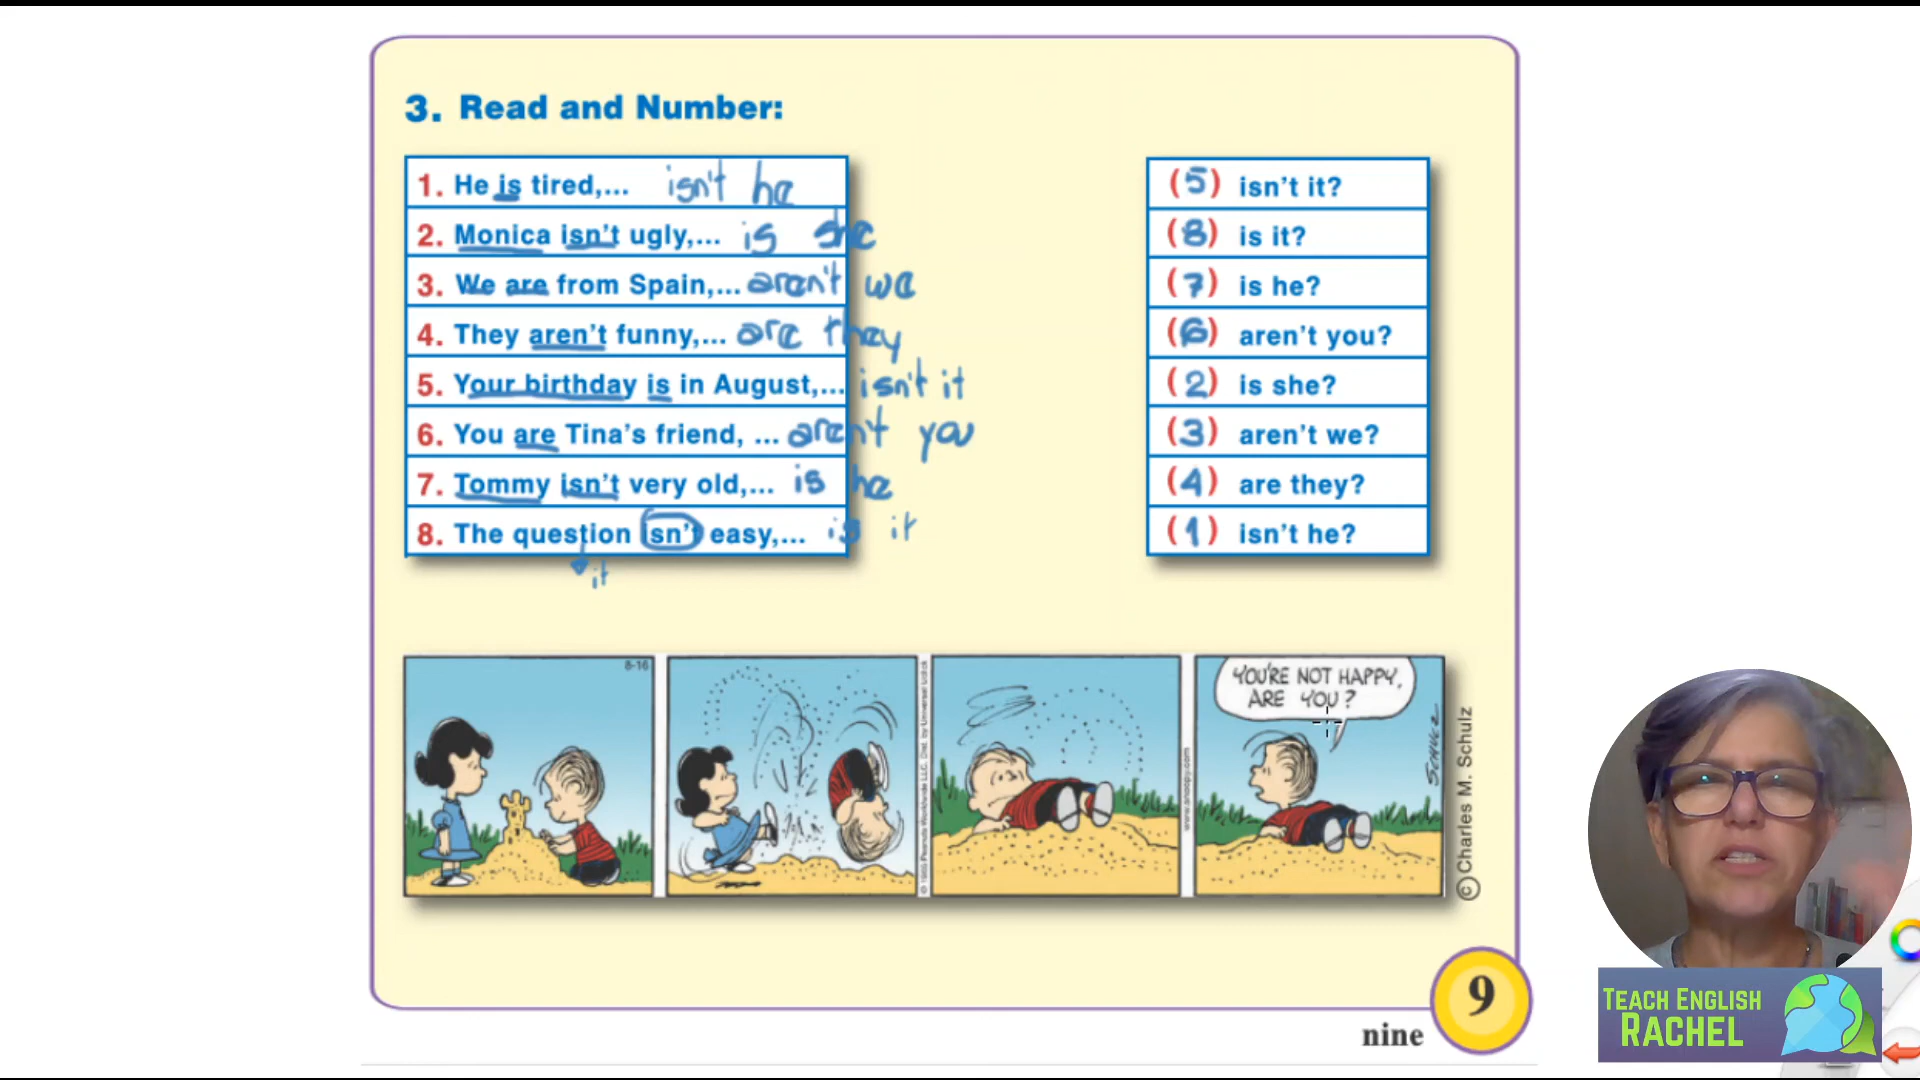 3. Read and Number:
1. He is tired,... isn't he
2. Monica isn't ugly,... is she
3. We are from Spain,... aren't we
4. They aren't funny,... are they
5. Your birthday is in August,... isn't it
6. You are Tina's friend, ... aren't you
7. Tommy isn't very old,... is he
8. The question isn't easy,... is it
it
(5) isn't it?
(8) is it?
(7) is he?
(6) aren't you?
(2) is she?
(3) aren't we?
(4) are they?
(1) isn't he?
8-16
YOU'RE NOT HAPPY,
ARE YOU?
SCHULZ
www.snoopy.com
© Charles M. Schulz
9
nine
TEACH ENGLISH
RACHEL